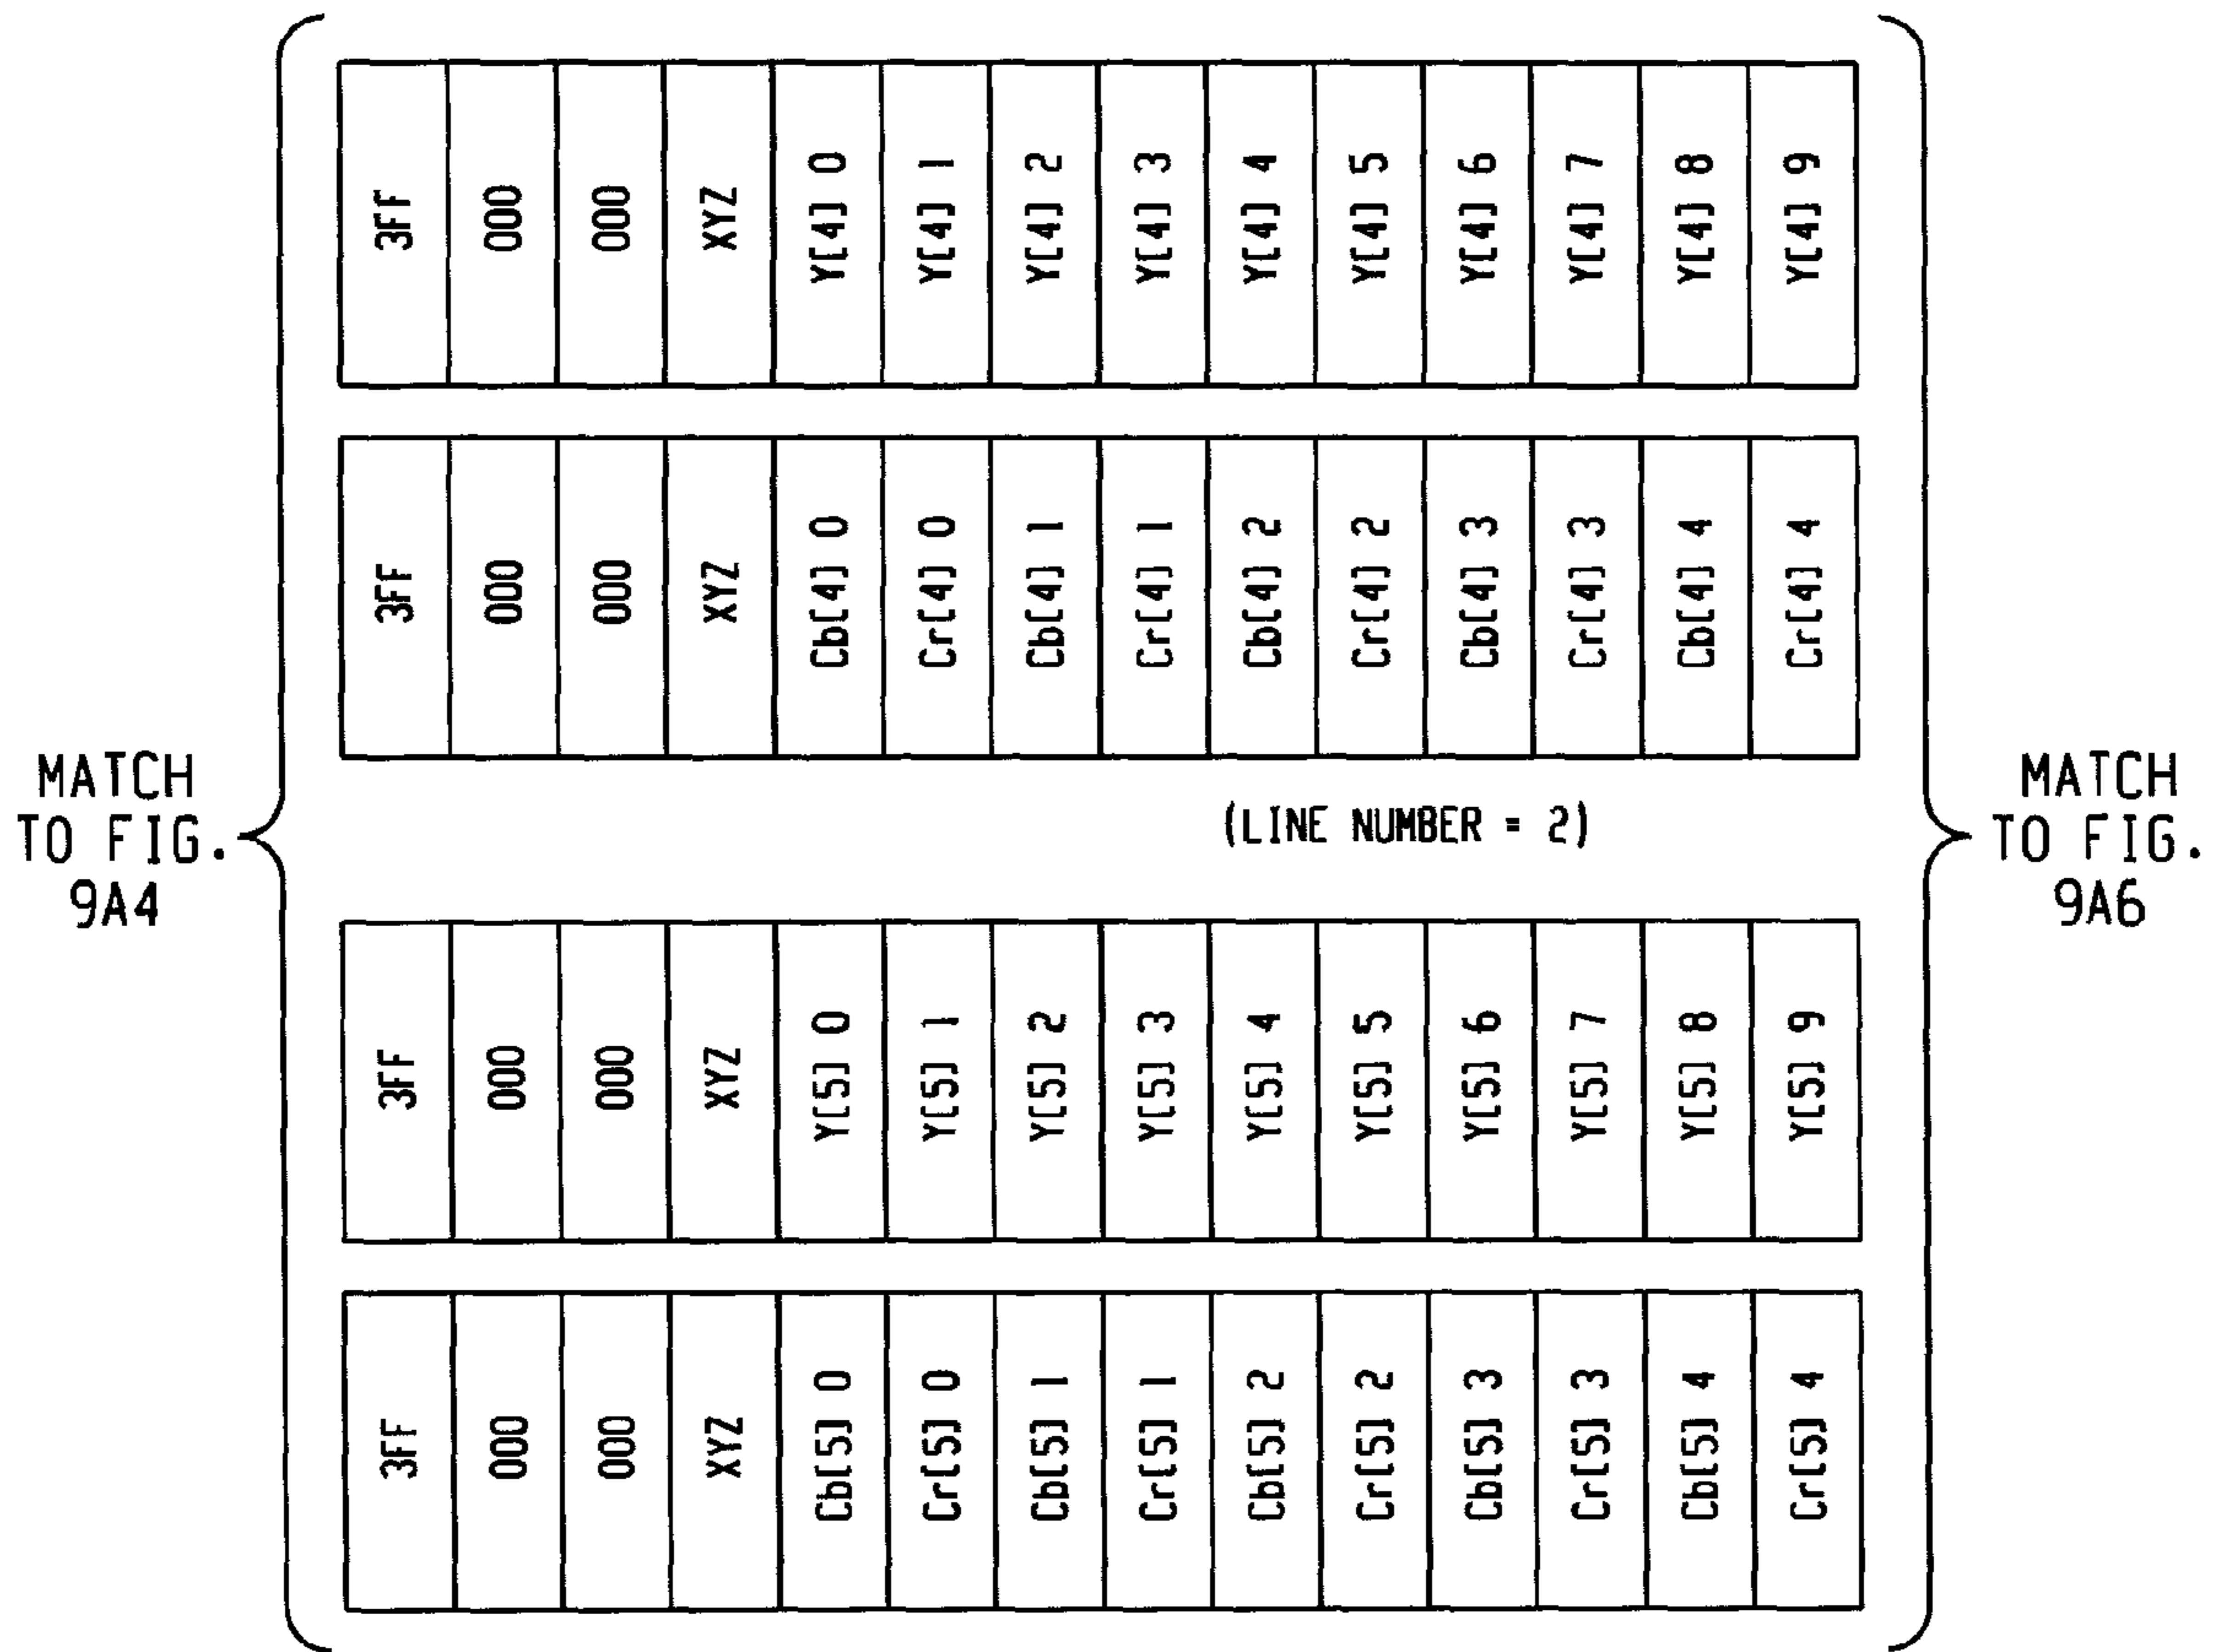 3FF 000 000 XYZ Y[4] 0 Y[4] 1 Y[4] 2 Y[4] 3 Y[4] 4 Y[4] 5 Y[4] 6 Y[4] 7 Y[4] 8 Y[4] 9
3FF 000 000 XYZ Cb[4] 0 Cr[4] 0 Cb[4] 1 Cr[4] 1 Cb[4] 2 Cr[4] 2 Cb[4] 3 Cr[4] 3 Cb[4] 4 Cr[4] 4
MATCH
TO FIG.
9A4
(LINE NUMBER = 2)
MATCH
TO FIG.
9A6
3FF 000 000 XYZ Y[5] 0 Y[5] 1 Y[5] 2 Y[5] 3 Y[5] 4 Y[5] 5 Y[5] 6 Y[5] 7 Y[5] 8 Y[5] 9
3FF 000 000 XYZ Cb[5] 0 Cr[5] 0 Cb[5] 1 Cr[5] 1 Cb[5] 2 Cr[5] 2 Cb[5] 3 Cr[5] 3 Cb[5] 4 Cr[5] 4